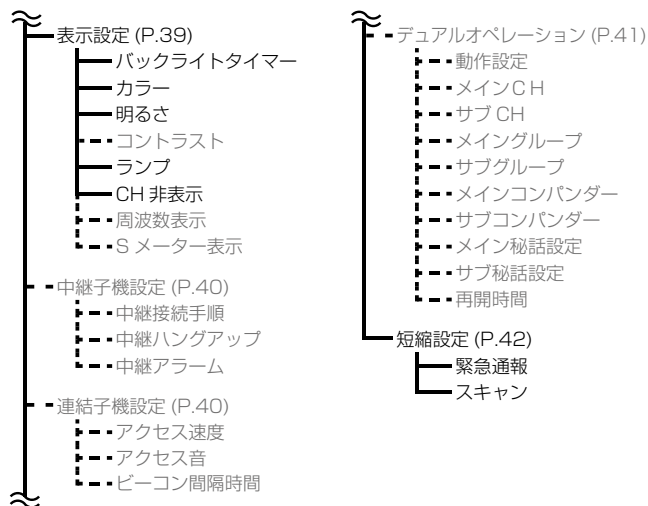 表示設定 (P.39)
バックライトタイマー
カラー
明るさ
コントラスト
ランプ
CH 非表示
周波数表示
S メーター表示
中継子機設定 (P.40)
中継接続手順
中継ハングアップ
中継アラーム
連結子機設定 (P.40)
アクセス速度
アクセス音
ビーコン間隔時間
デュアルオペレーション (P.41)
動作設定
メインCH
サブ CH
メイングループ
サブグループ
メインコンパンダー
サブコンパンダー
メイン秘話設定
サブ秘話設定
再開時間
短縮設定 (P.42)
緊急通報
スキャン